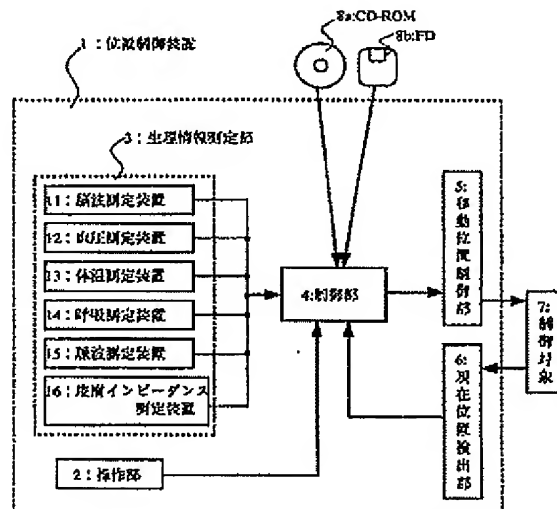 8a:CD-ROM
8b:FD
1:位置制御装置
3:生理情報測定部
11:脳波測定装置
12:血圧測定装置
13:体温測定装置
14:呼吸測定装置
15:脈波測定装置
16:皮膚インピーダンス
測定装置
4:制御部
5:移動位置制御部
7:制御対象
6:現在位置検出部
2:操作部